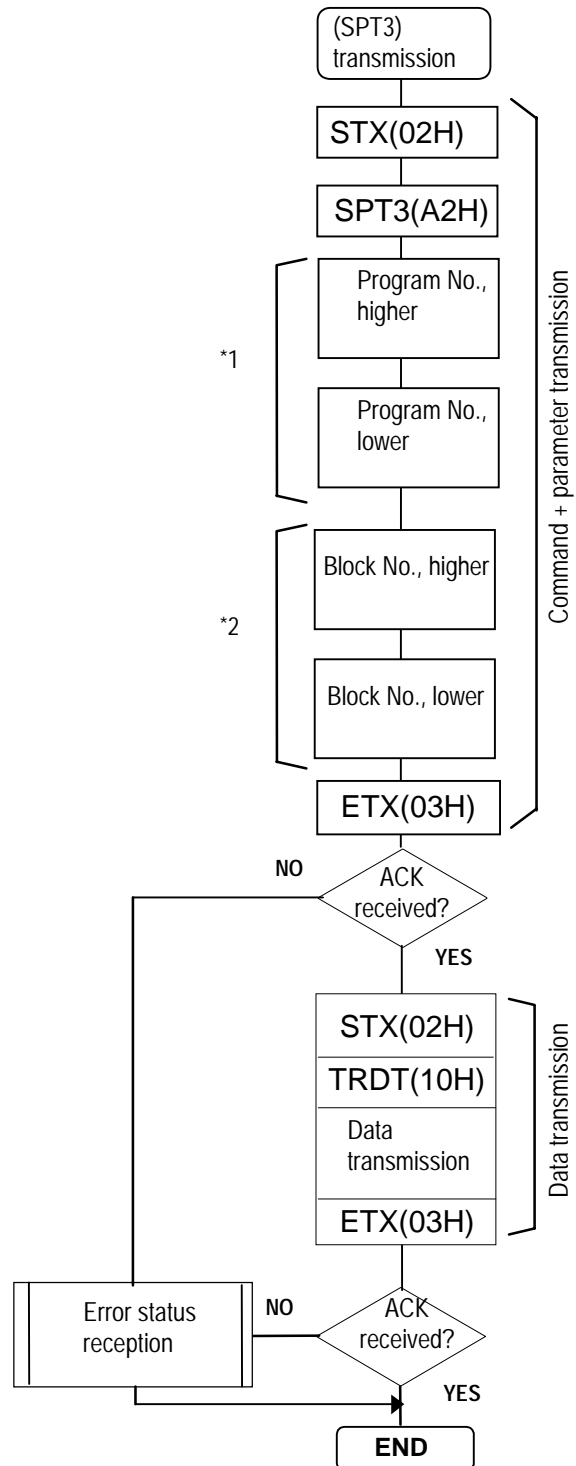 (SPT3)
transmission
STX(02H)
SPT3(A2H)
Program No.,
higher
*1
Program No.,
lower
Command + parameter transmission
Block No., higher
*2
Block No., lower
ETX(03H)
NO
ACK
received?
YES
STX(02H)
TRDT(10H)
Data
transmission
Data transmission
ETX(03H)
Error status
reception
NO
ACK
received?
YES
END